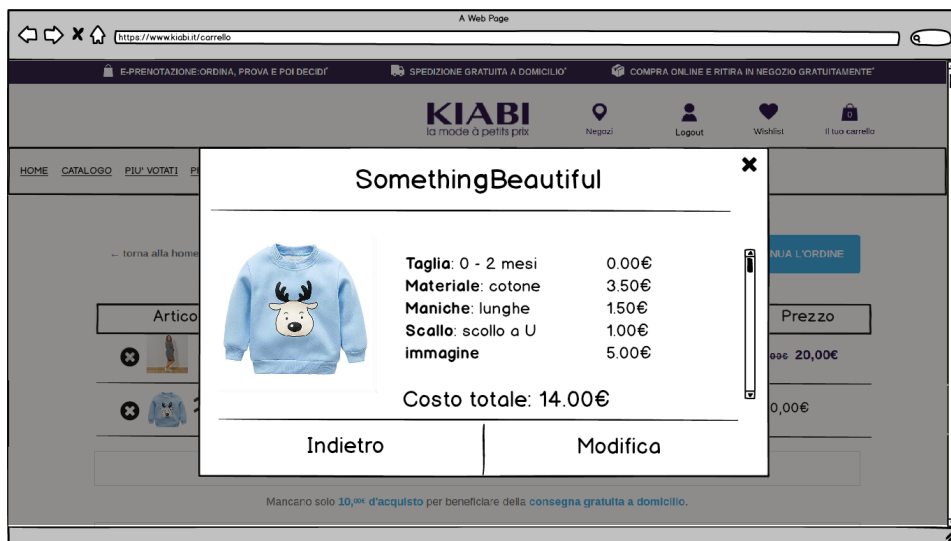 A Web Page
https://www.kiabi.it/carrello
E-PRENOTAZIONE:ORDINA, PROVA E POI DECIDI*
SPEDIZIONE GRATUITA A DOMICILIO*
COMPRA ONLINE E RITIRA IN NEGOZIO GRATUITAMENTE*
KIABI
la mode à petits prix
Negozi
Logout
Wishlist
0
Il tuo carrello
HOME CATALOGO PIU' VOTATI
SomethingBeautiful
← torna alla home
NUA L'ORDINE
Taglia: 0 - 2 mesi 0.00€
Materiale: cotone 3.50€
Maniche: lunghe 1.50€
Scallo: scollo a U 1.00€
immagine 5.00€
Artico
Prezzo
20,00€
Costo totale: 14.00€
0,00€
Indietro
Modifica
Mancano solo 10,00€ d'acquisto per beneficiare della consegna gratuita a domicilio.